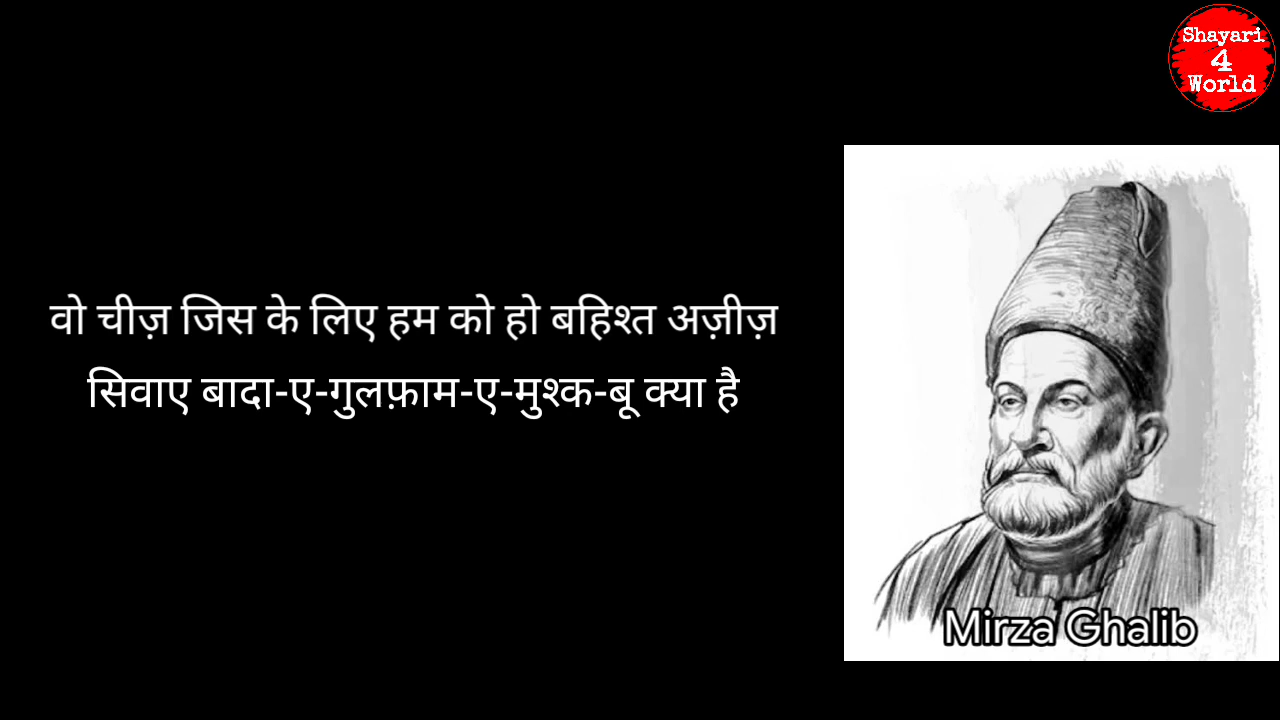 Shayari
4
World
वो चीज़ जिस के लिए हम को हो बहिश्त अज़ीज़
सिवाए बादा-ए-गुलफ़ाम-ए-मुश्क-बू क्या है
Mirza Ghalib